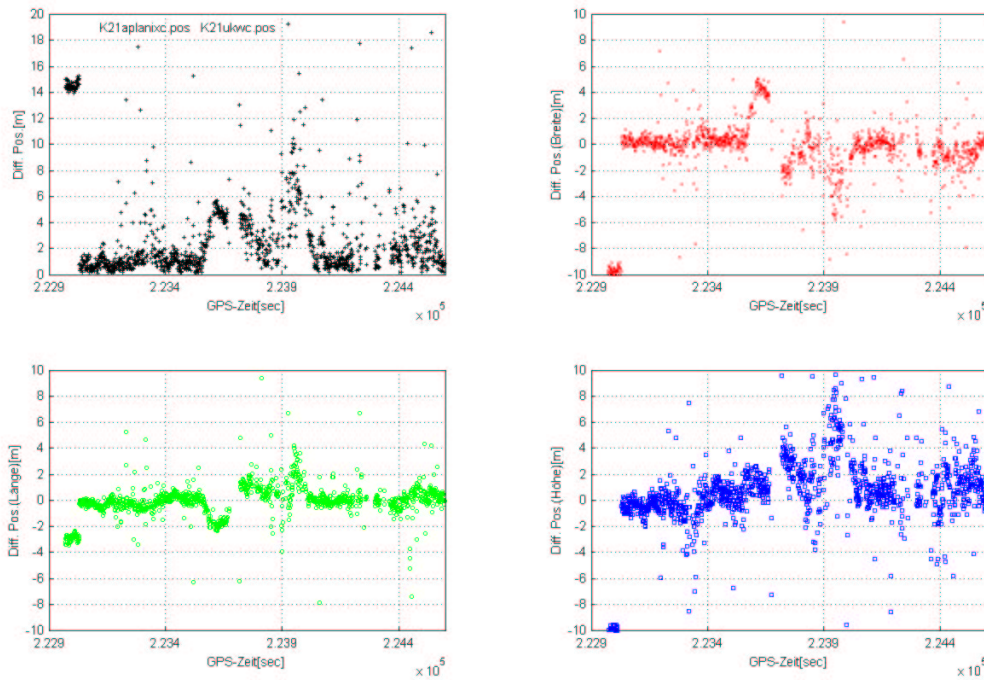 K21aplanixc.pos K21ukwc.pos
20
18
16
14
12
10
8
6
4
2
0
Diff. Pos.[m]
2.229 2.234 2.239 2.244
GPS-Zeit[sec]
x 10^5
10
8
6
4
2
0
-2
-4
-6
-8
-10
Diff. Pos.(Breite)[m]
2.229 2.234 2.239 2.244
GPS-Zeit[sec]
x 10^5
10
8
6
4
2
0
-2
-4
-6
-8
-10
Diff. Pos.(Länge)[m]
2.229 2.234 2.239 2.244
GPS-Zeit[sec]
x 10^5
10
8
6
4
2
0
-2
-4
-6
-8
-10
Diff. Pos.(Höhe)[m]
2.229 2.234 2.239 2.244
GPS-Zeit[sec]
x 10^5